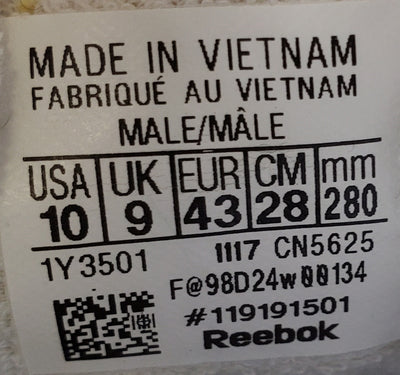 MADE IN VIETNAM
FABRIQUÉ AU VIETNAM
MALE/MÂLE
USA UK EUR CM mm
10 9 43 28 280
1Y3501 1117 CN5625
F@98D24w00134
#119191501
Reebok